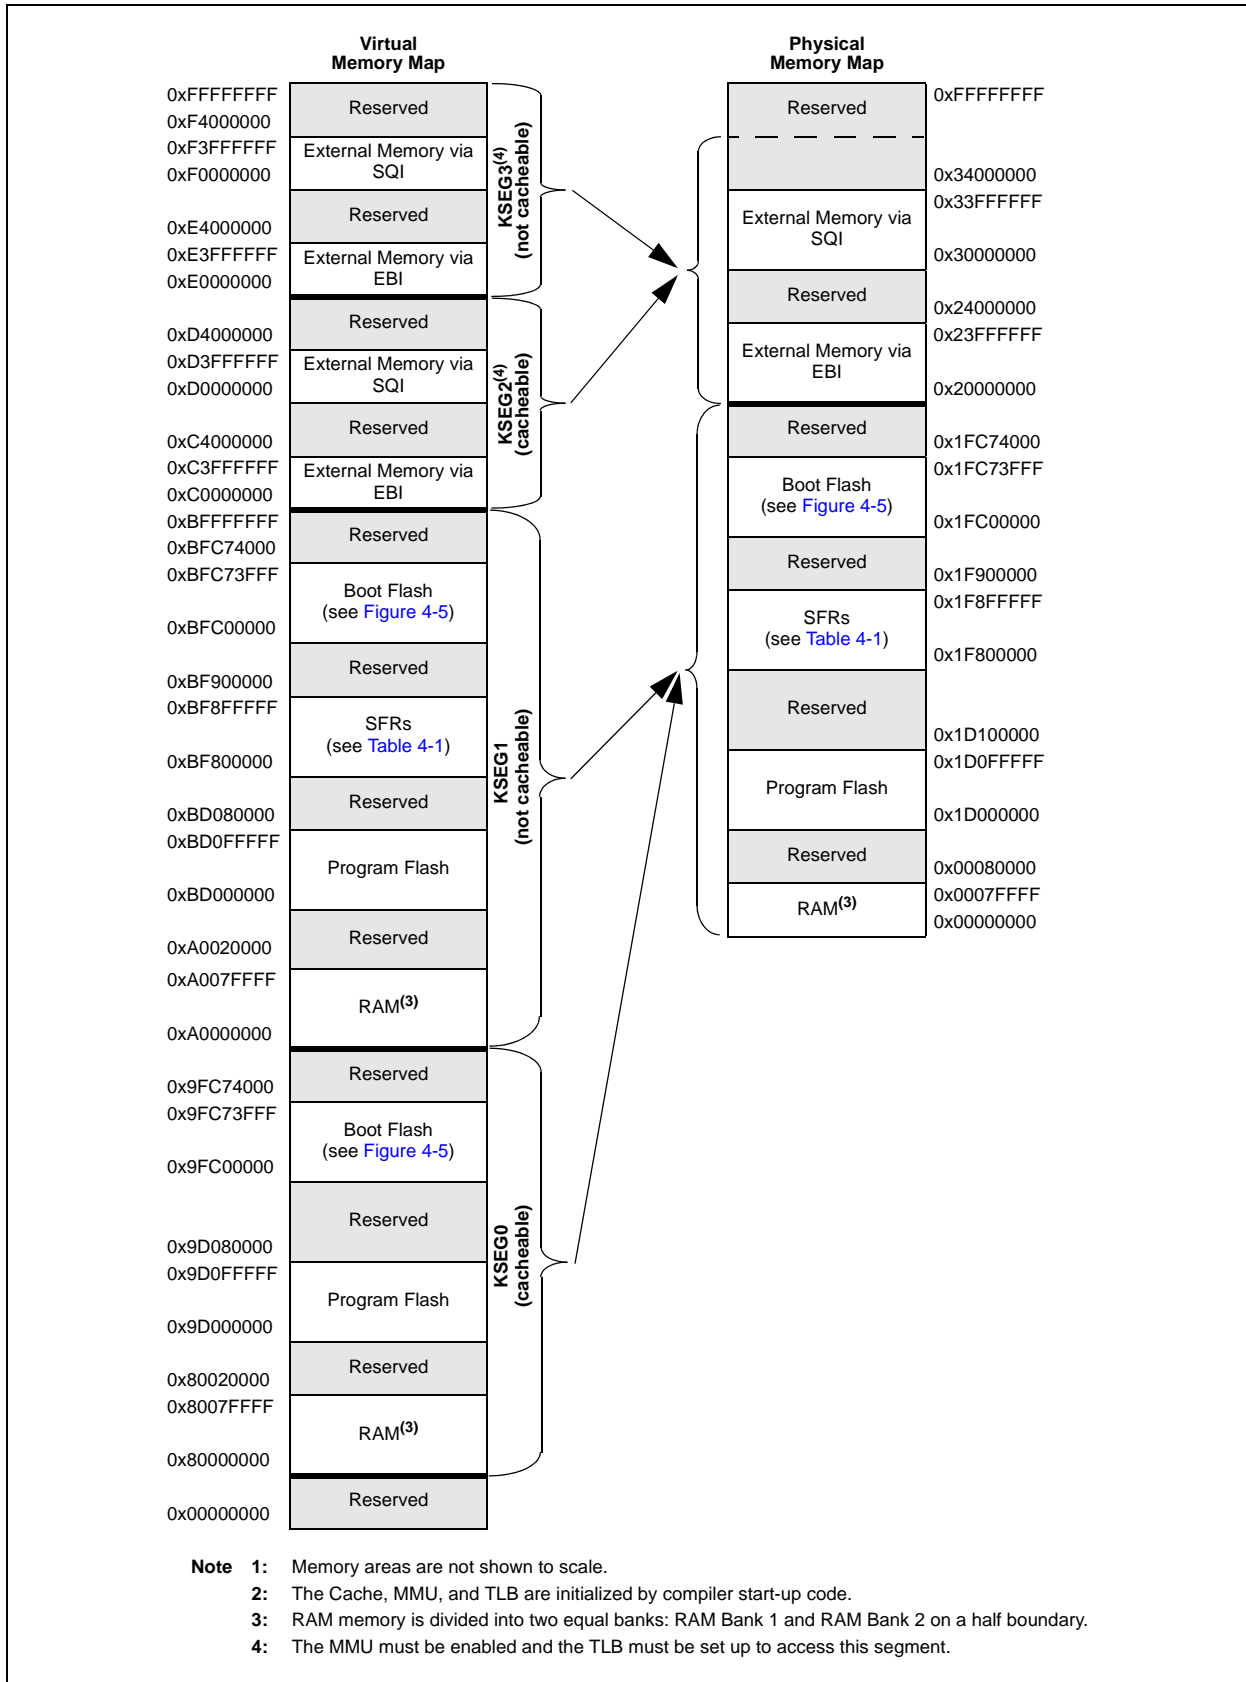 Virtual
Memory Map
0xFFFFFFFF
Reserved
0xF4000000
0xF3FFFFFF
External Memory via
SQI
0xF0000000
Reserved
0xE4000000
0xE3FFFFFF
External Memory via
EBI
0xE0000000
KSEG3(4)
(not cacheable)
Reserved
0xD4000000
0xD3FFFFFF
External Memory via
SQI
0xD0000000
Reserved
0xC4000000
0xC3FFFFFF
External Memory via
EBI
0xC0000000
KSEG2(4)
(cacheable)
0xBFFFFFFF
Reserved
0xBFC74000
0xBFC73FFF
Boot Flash
(see Figure 4-5)
0xBFC00000
Reserved
0xBF900000
0xBF8FFFFF
SFRs
(see Table 4-1)
0xBF800000
Reserved
0xBD080000
0xBD0FFFFF
Program Flash
0xBD000000
Reserved
0xA0020000
0xA007FFFF
RAM(3)
0xA0000000
KSEG1
(not cacheable)
Reserved
0x9FC74000
0x9FC73FFF
Boot Flash
(see Figure 4-5)
0x9FC00000
Reserved
0x9D080000
0x9D0FFFFF
Program Flash
0x9D000000
Reserved
0x80020000
0x8007FFFF
RAM(3)
0x80000000
KSEG0
(cacheable)
Reserved
0x00000000
Physical
Memory Map
0xFFFFFFFF
Reserved
0x34000000
0x33FFFFFF
External Memory via
SQI
0x30000000
Reserved
0x24000000
0x23FFFFFF
External Memory via
EBI
0x20000000
Reserved
0x1FC74000
0x1FC73FFF
Boot Flash
(see Figure 4-5)
0x1FC00000
Reserved
0x1F900000
0x1F8FFFFF
SFRs
(see Table 4-1)
0x1F800000
Reserved
0x1D100000
0x1D0FFFFF
Program Flash
0x1D000000
Reserved
0x00080000
0x0007FFFF
RAM(3)
0x00000000
Note 1: Memory areas are not shown to scale.
2: The Cache, MMU, and TLB are initialized by compiler start-up code.
3: RAM memory is divided into two equal banks: RAM Bank 1 and RAM Bank 2 on a half boundary.
4: The MMU must be enabled and the TLB must be set up to access this segment.